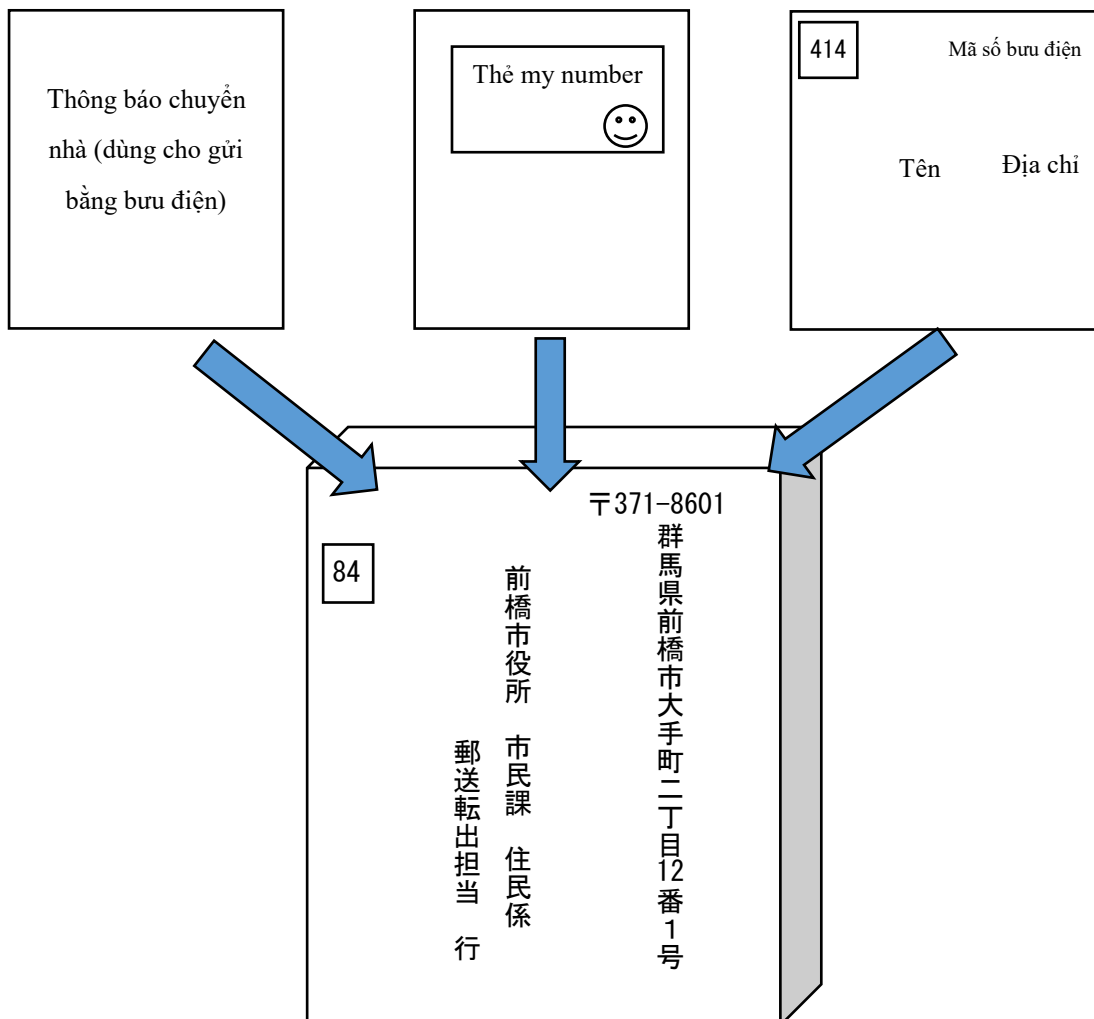 Thông báo chuyển
nhà (dùng cho gửi
bằng bưu điện)
Thẻ my number
414
Mã số bưu điện
Địa chỉ
Tên
〒371-8601
群馬県前橋市大手町二丁目12番1号
84
前橋市役所　市民課　住民係
郵送転出担当　行